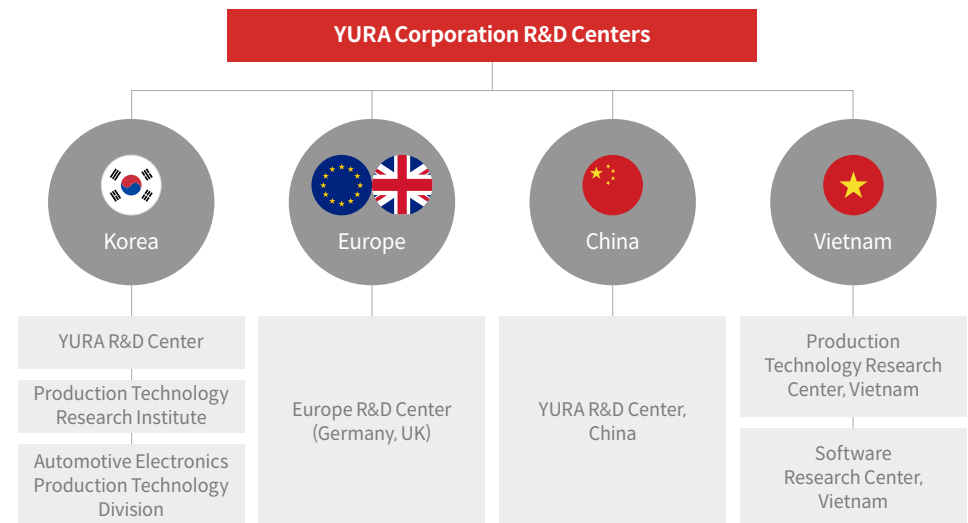 YURA Corporation R&D Centers
Korea
Europe
China
Vietnam
YURA R&D Center
Production Technology
Research Institute
Automotive Electronics
Production Technology
Division
Europe R&D Center
(Germany, UK)
YURA R&D Center,
China
Production
Technology Research
Center, Vietnam
Software
Research Center,
Vietnam